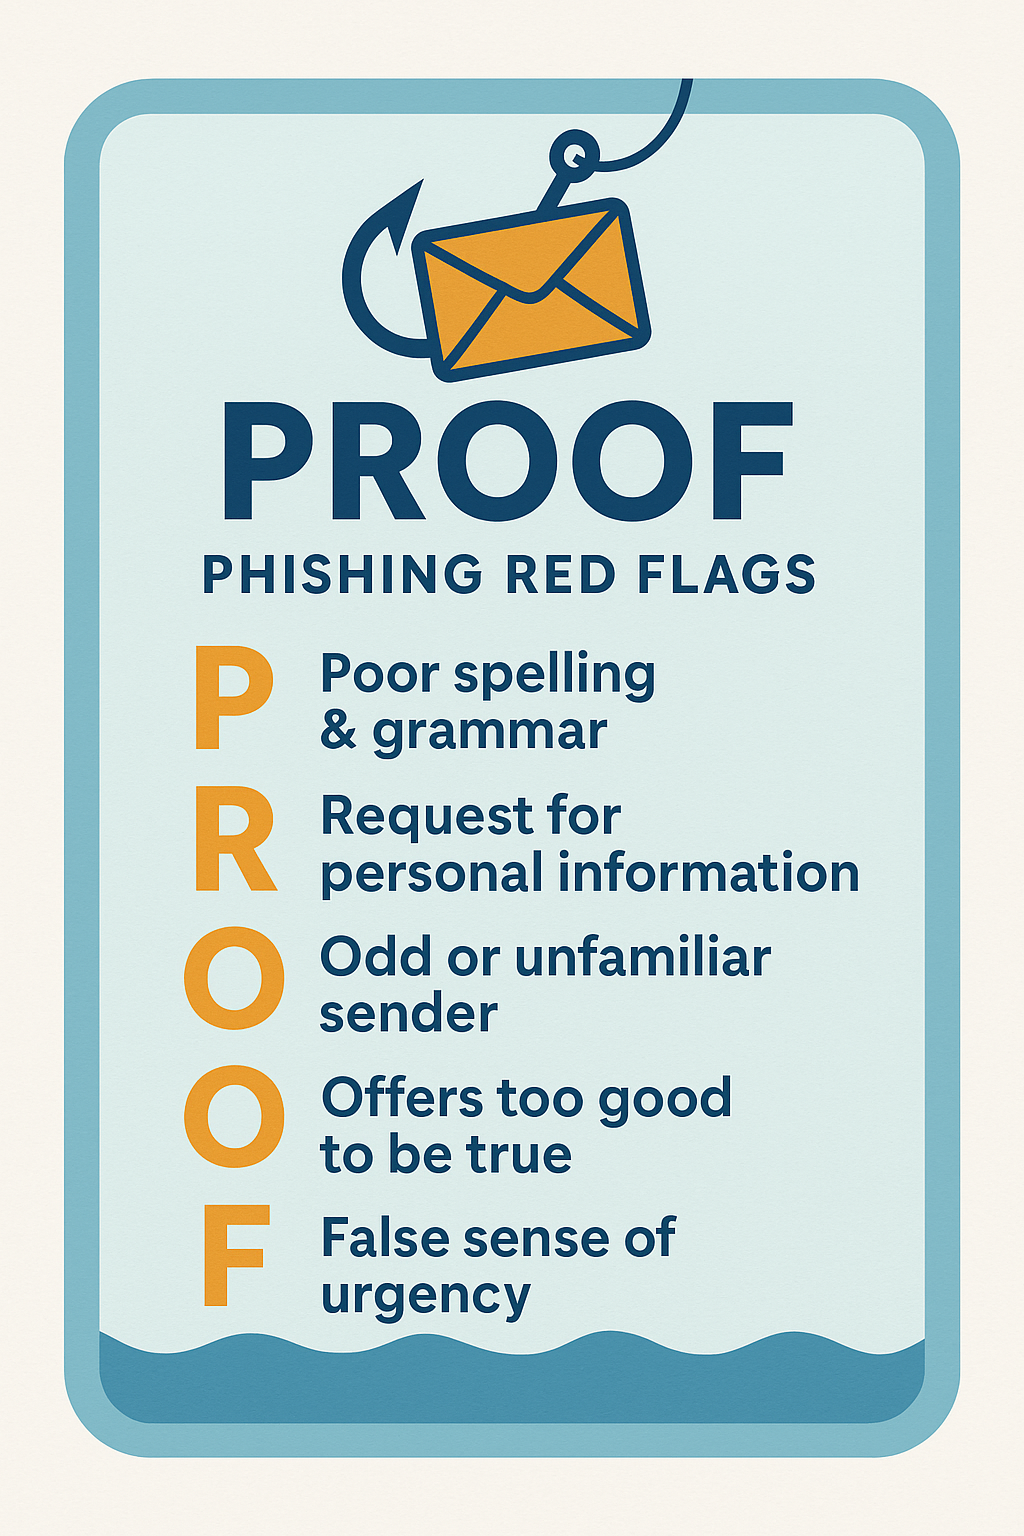 PROOF
PHISHING RED FLAGS
P Poor spelling
& grammar
R Request for
personal information
O Odd or unfamiliar
sender
O Offers too good
to be true
F False sense of
urgency